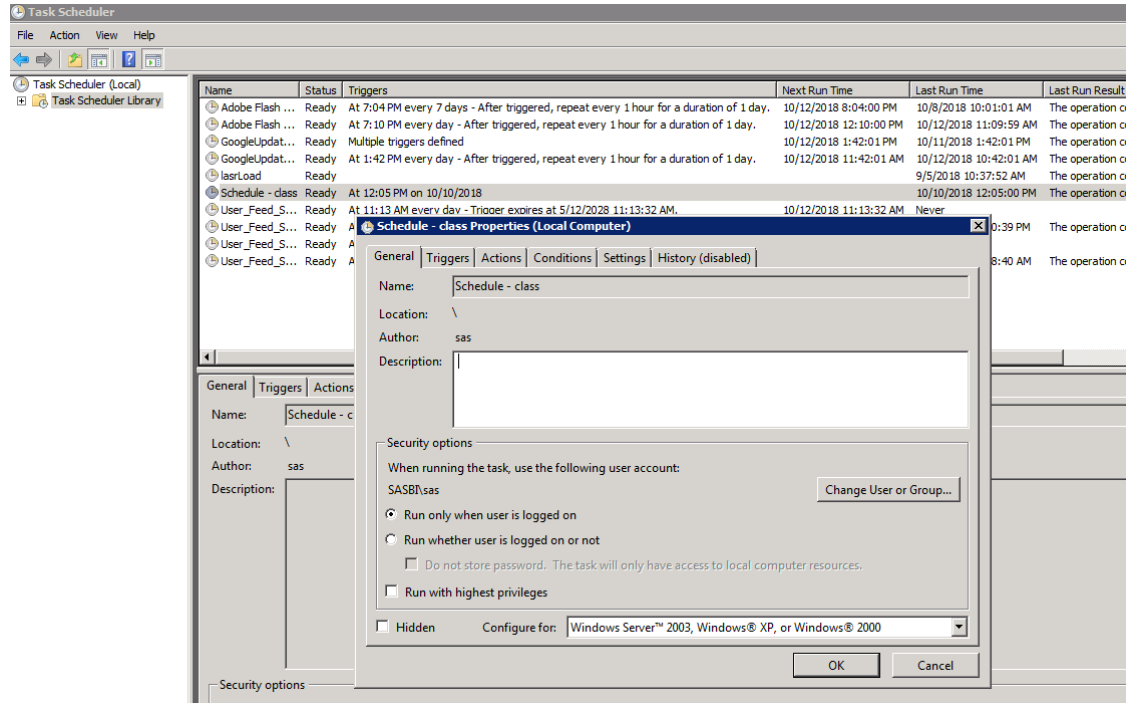 Task Scheduler
File Action View Help
Task Scheduler (Local)
Task Scheduler Library
Name Status Triggers Next Run Time Last Run Time Last Run Result
Adobe Flash ... Ready At 7:04 PM every 7 days - After triggered, repeat every 1 hour for a duration of 1 day. 10/12/2018 8:04:00 PM 10/8/2018 10:01:01 AM The operation c
Adobe Flash ... Ready At 7:10 PM every day - After triggered, repeat every 1 hour for a duration of 1 day. 10/12/2018 12:10:00 PM 10/12/2018 11:09:59 AM The operation c
GoogleUpdat... Ready Multiple triggers defined 10/12/2018 1:42:01 PM 10/11/2018 1:42:01 PM The operation c
GoogleUpdat... Ready At 1:42 PM every day - After triggered, repeat every 1 hour for a duration of 1 day. 10/12/2018 11:42:01 AM 10/12/2018 10:42:01 AM The operation c
lasrLoad Ready 9/5/2018 10:37:52 AM The operation c
Schedule - class Ready At 12:05 PM on 10/10/2018 10/10/2018 12:05:00 PM The operation c
User_Feed_S... Ready At 11:13 AM every day - Trigger expires at 5/12/2028 11:13:32 AM. 10/12/2018 11:13:32 AM Never
User_Feed_S... Ready A 0:39 PM The operation c
User_Feed_S... Ready A
User_Feed_S... Ready A 8:40 AM The operation c
Schedule - class Properties (Local Computer)
General Triggers Actions Conditions Settings History (disabled)
Name: Schedule - class
Location: \
Author: sas
Description:
Security options
When running the task, use the following user account:
SASBI\sas Change User or Group...
Run only when user is logged on
Run whether user is logged on or not
Do not store password. The task will only have access to local computer resources.
Run with highest privileges
Hidden Configure for: Windows Server™ 2003, Windows® XP, or Windows® 2000
OK Cancel
General Triggers Actions
Name: Schedule - c
Location: \
Author: sas
Description:
Security options